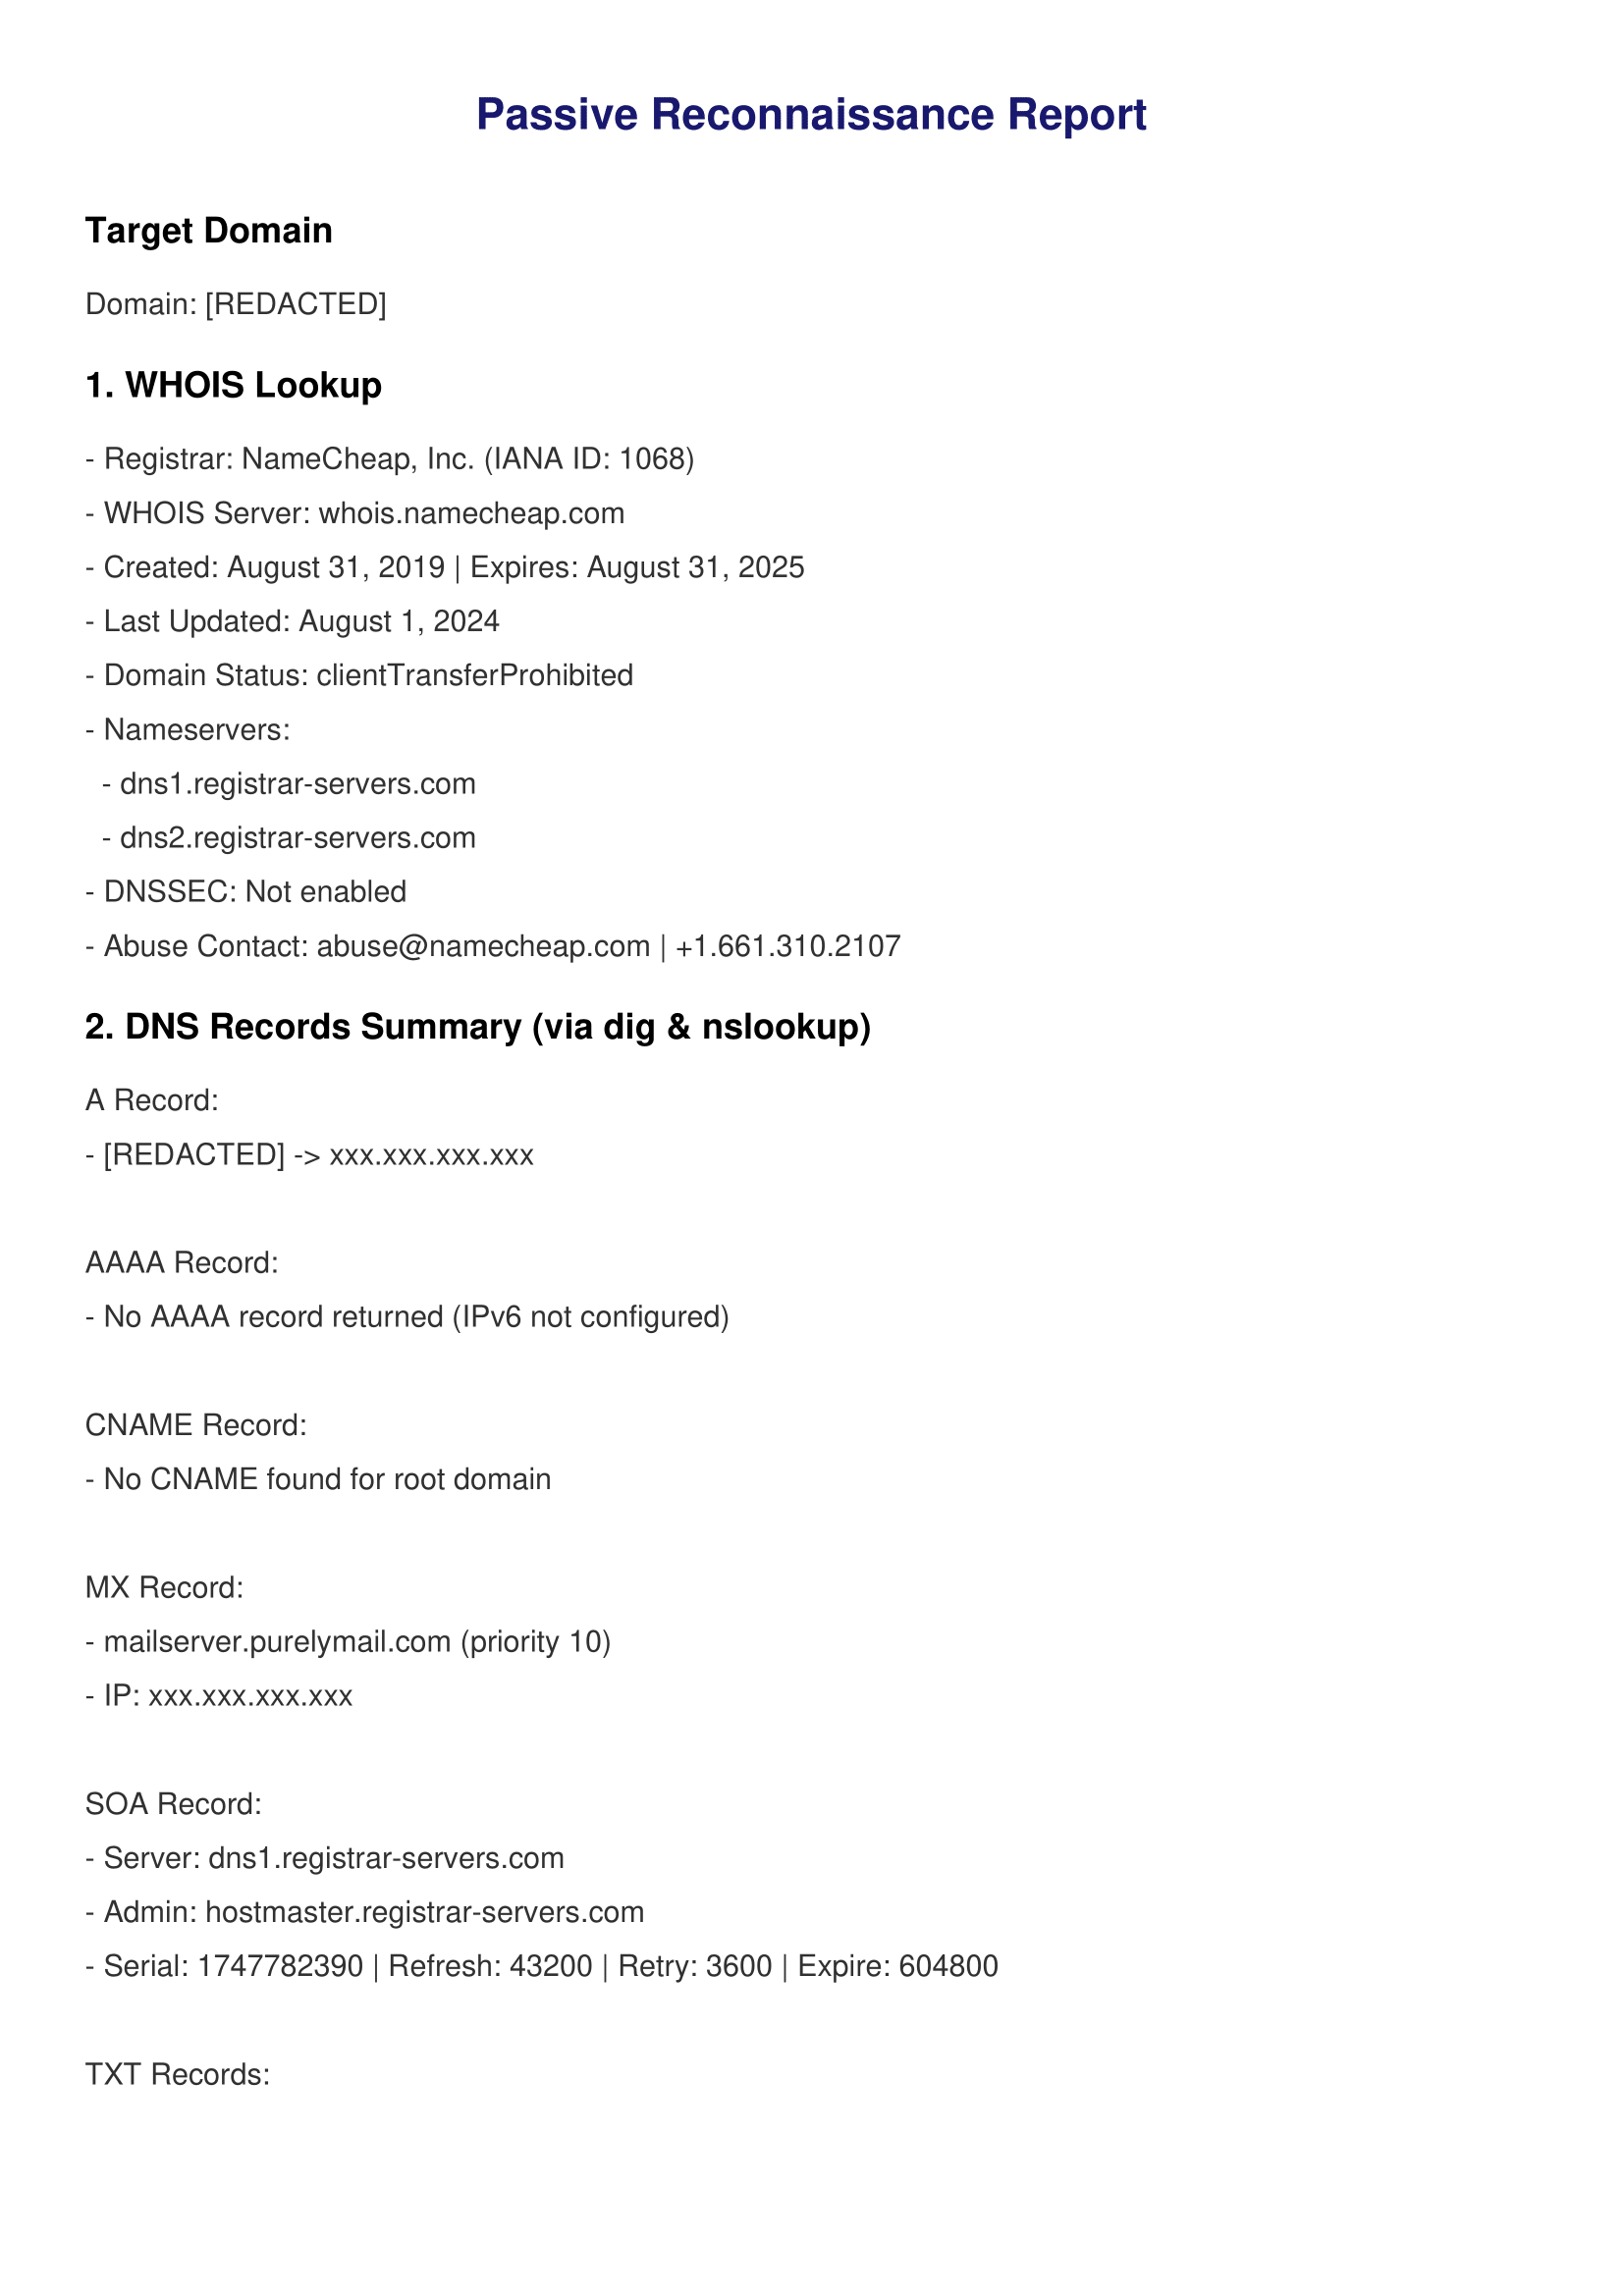 Passive Reconnaissance Report
Target Domain
Domain: [REDACTED]
1. WHOIS Lookup
- Registrar: NameCheap, Inc. (IANA ID: 1068)
- WHOIS Server: whois.namecheap.com
- Created: August 31, 2019 | Expires: August 31, 2025
- Last Updated: August 1, 2024
- Domain Status: clientTransferProhibited
- Nameservers:
- dns1.registrar-servers.com
- dns2.registrar-servers.com
- DNSSEC: Not enabled
- Abuse Contact: abuse@namecheap.com | +1.661.310.2107
2. DNS Records Summary (via dig & nslookup)
A Record:
- [REDACTED] -> xxx.xxx.xxx.xxx
AAAA Record:
- No AAAA record returned (IPv6 not configured)
CNAME Record:
- No CNAME found for root domain
MX Record:
- mailserver.purelymail.com (priority 10)
- IP: xxx.xxx.xxx.xxx
SOA Record:
- Server: dns1.registrar-servers.com
- Admin: hostmaster.registrar-servers.com
- Serial: 1747782390 | Refresh: 43200 | Retry: 3600 | Expire: 604800
TXT Records: